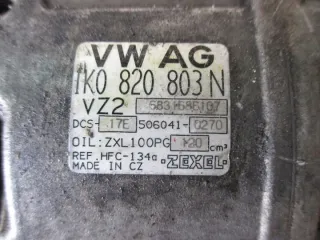 VW AG
1K0 820 803 N
VZ2
DCS-17E 506041-0270
OIL:ZXL100PG 120 cm³
REF.HFC-134a ZEXEL
MADE IN CZ